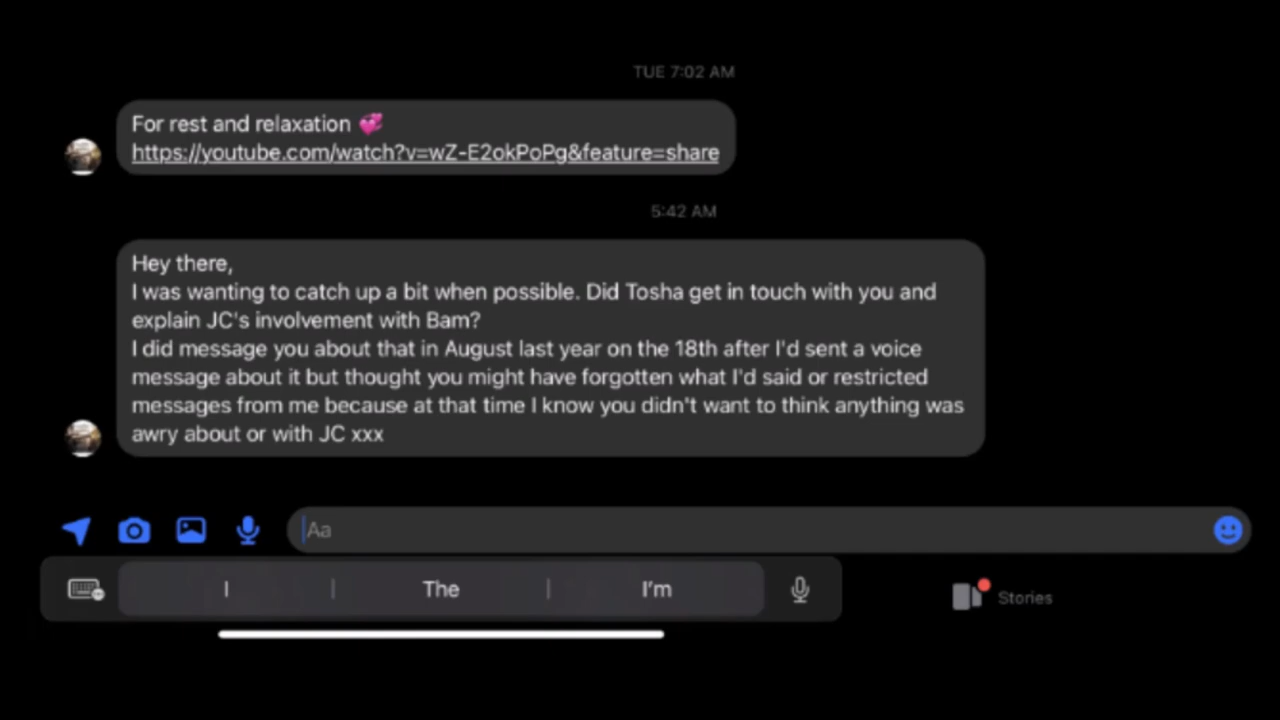 TUE 7:02 AM
For rest and relaxation 💞
https://youtube.com/watch?v=wZ-E2okPoPg&feature=share
5:42 AM
Hey there,
I was wanting to catch up a bit when possible. Did Tosha get in touch with you and
explain JC's involvement with Bam?
I did message you about that in August last year on the 18th after I'd sent a voice
message about it but thought you might have forgotten what I'd said or restricted
messages from me because at that time I know you didn't want to think anything was
awry about or with JC xxx
Aa
I The I'm
Stories